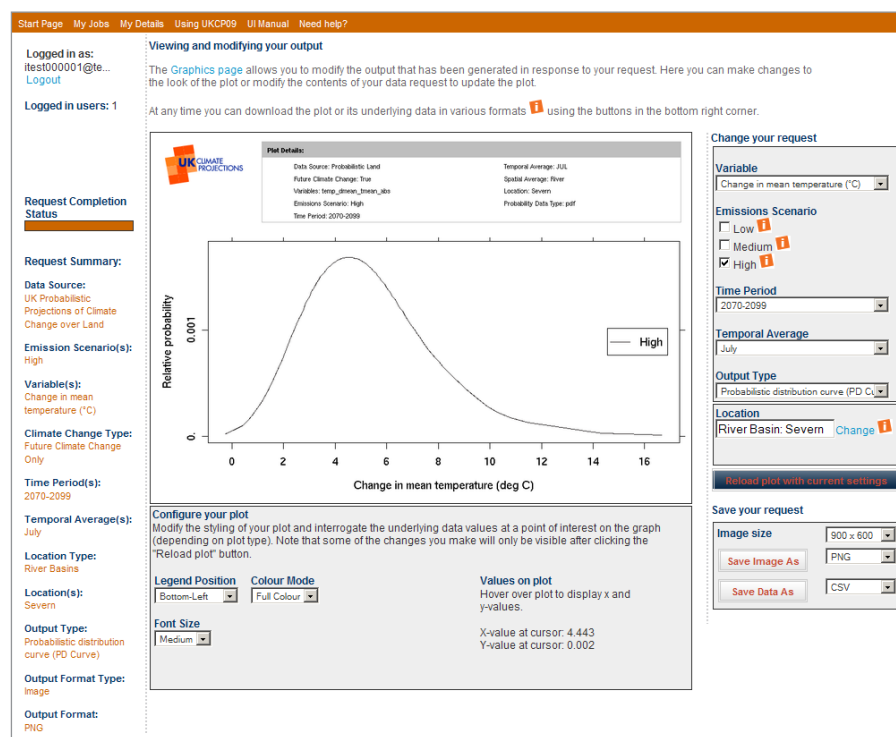 Start Page My Jobs My Details Using UKCP09 UI Manual Need help?
Logged in as:
itest000001@te...
Logout
Logged in users: 1
Request Completion
Status
Request Summary:
Data Source:
UK Probabilistic
Projections of Climate
Change over Land
Emission Scenario(s):
High
Variable(s):
Change in mean
temperature (°C)
Climate Change Type:
Future Climate Change
Only
Time Period(s):
2070-2099
Temporal Average(s):
July
Location Type:
River Basins
Location(s):
Severn
Output Type:
Probabilistic distribution
curve (PD Curve)
Output Format Type:
Image
Output Format:
PNG
Viewing and modifying your output
The Graphics page allows you to modify the output that has been generated in response to your request. Here you can make changes to
the look of the plot or modify the contents of your data request to update the plot.
At any time you can download the plot or its underlying data in various formats i using the buttons in the bottom right corner.
UK CLIMATE
PROJECTIONS
Plot Details:
Data Source: Probabilistic Land
Future Climate Change: True
Variables: temp_dmean_tmean_abs
Emissions Scenario: High
Time Period: 2070-2099
Temporal Average: JUL
Spatial Average: River
Location: Severn
Probability Data Type: pdf
Relative probability
0.001
0.
High
0 2 4 6 8 10 12 14 16
Change in mean temperature (deg C)
Configure your plot
Modify the styling of your plot and interrogate the underlying data values at a point of interest on the graph
(depending on plot type). Note that some of the changes you make will only be visible after clicking the
"Reload plot" button.
Legend Position Colour Mode
Bottom-Left Full Colour
Font Size
Medium
Values on plot
Hover over plot to display x and
y-values.
X-value at cursor: 4.443
Y-value at cursor: 0.002
Change your request
Variable
Change in mean temperature (°C)
Emissions Scenario
Low i
Medium i
High i
Time Period
2070-2099
Temporal Average
July
Output Type
Probabilistic distribution curve (PD Cu
Location
River Basin: Severn Change i
Reload plot with current settings
Save your request
Image size 900 x 600
Save Image As PNG
Save Data As CSV